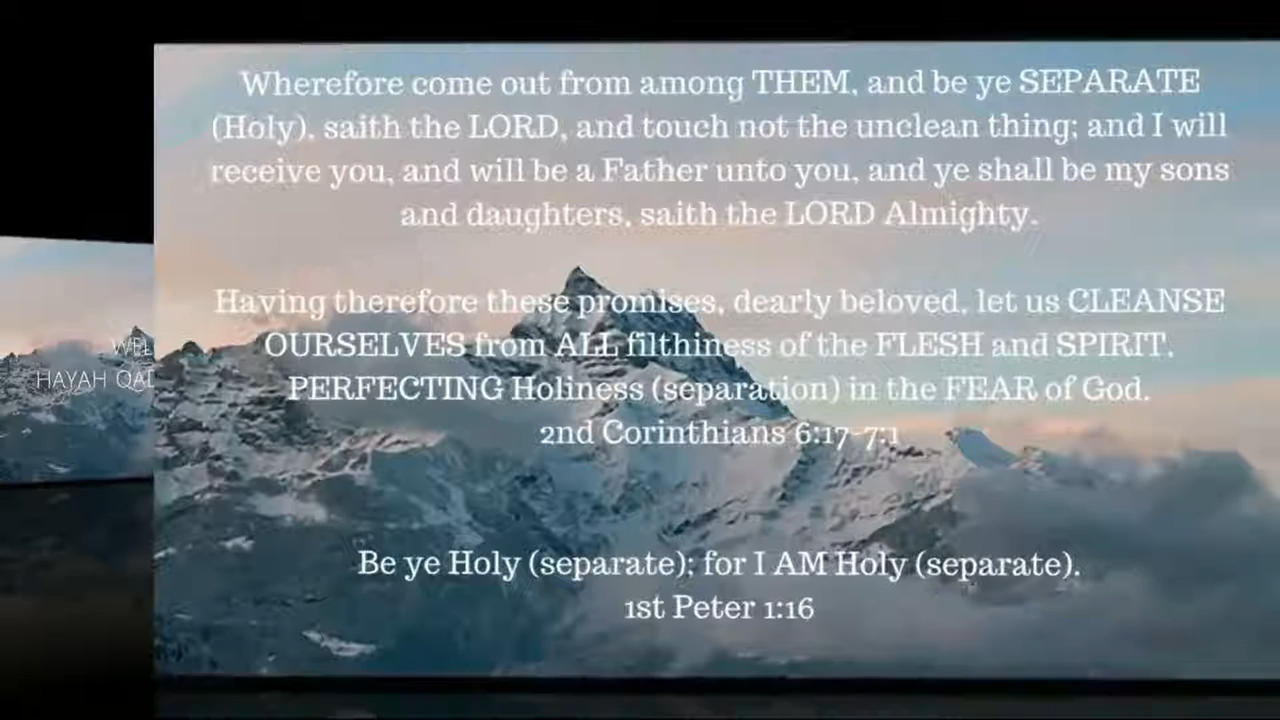 Wherefore come out from among THEM, and be ye SEPARATE
(Holy), saith the LORD, and touch not the unclean thing; and I will
receive you, and will be a Father unto you, and ye shall be my sons
and daughters, saith the LORD Almighty.
Having therefore these promises, dearly beloved, let us CLEANSE
OURSELVES from ALL filthiness of the FLESH and SPIRIT,
PERFECTING Holiness (separation) in the FEAR of God.
2nd Corinthians 6:17-7:1
Be ye Holy (separate); for I AM Holy (separate).
1st Peter 1:16
HAYAH